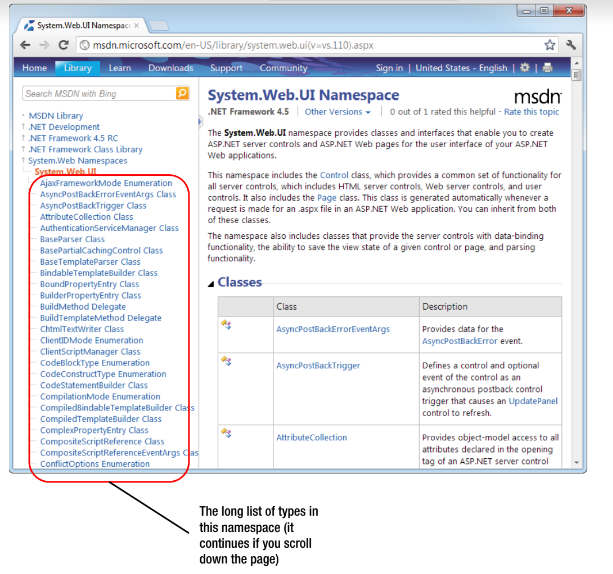 System.Web.UI Namespac
msdn.microsoft.com/en-US/library/system.web.ui(v=vs.110).aspx
Home Library Learn Downloads Support Community Sign in | United States - English
Search MSDN with Bing
MSDN Library
.NET Development
.NET Framework 4.5 RC
.NET Framework Class Library
System.Web Namespaces
System.Web.UI
AjaxFrameworkMode Enumeration
AsyncPostBackErrorEventArgs Class
AsyncPostBackTrigger Class
AttributeCollection Class
AuthenticationServiceManager Class
BaseParser Class
BasePartialCachingControl Class
BaseTemplateParser Class
BindableTemplateBuilder Class
BoundPropertyEntry Class
BuilderPropertyEntry Class
BuildMethod Delegate
BuildTemplateMethod Delegate
ChtmlTextWriter Class
ClientIDMode Enumeration
ClientScriptManager Class
CodeBlockType Enumeration
CodeConstructType Enumeration
CodeStatementBuilder Class
CompilationMode Enumeration
CompiledBindableTemplateBuilder Class
CompiledTemplateBuilder Class
ComplexPropertyEntry Class
CompositeScriptReference Class
CompositeScriptReferenceEventArgs Clas
ConflictOptions Enumeration
System.Web.UI Namespace
msdn
.NET Framework 4.5 | Other Versions | 0 out of 1 rated this helpful - Rate this topic
The System.Web.UI namespace provides classes and interfaces that enable you to create
ASP.NET server controls and ASP.NET Web pages for the user interface of your ASP.NET
Web applications.
This namespace includes the Control class, which provides a common set of functionality for
all server controls, which includes HTML server controls, Web server controls, and user
controls. It also includes the Page class. This class is generated automatically whenever a
request is made for an .aspx file in an ASP.NET Web application. You can inherit from both
of these classes.
The namespace also includes classes that provide the server controls with data-binding
functionality, the ability to save the view state of a given control or page, and parsing
functionality.
Classes
Class Description
AsyncPostBackErrorEventArgs
Provides data for the
AsyncPostBackError event.
AsyncPostBackTrigger
Defines a control and optional
event of the control as an
asynchronous postback control
trigger that causes an UpdatePanel
control to refresh.
AttributeCollection
Provides object-model access to all
attributes declared in the opening
tag of an ASP.NET server control
The long list of types in
this namespace (it
continues if you scroll
down the page)